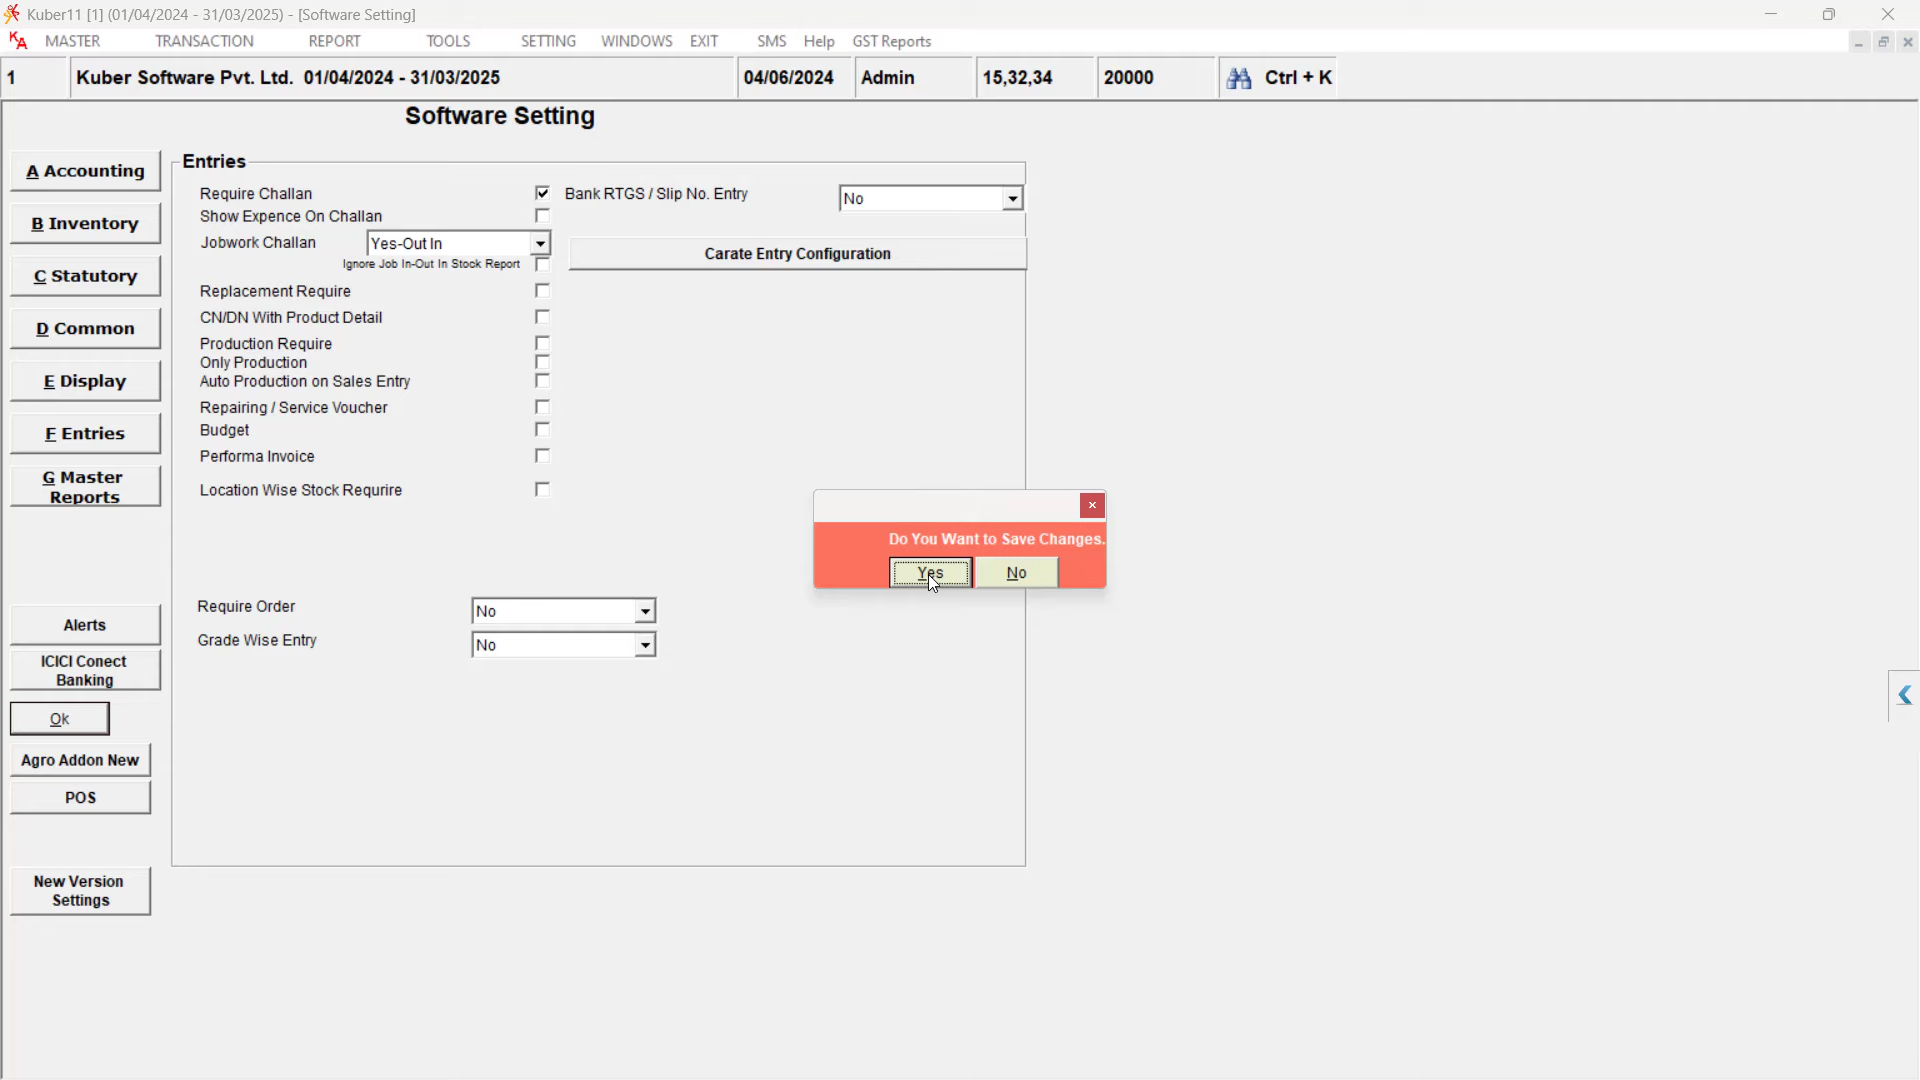 Kuber11 [1] (01/04/2024 - 31/03/2025) - [Software Setting]
KA MASTER TRANSACTION REPORT TOOLS SETTING WINDOWS EXIT SMS Help GST Reports
1 Kuber Software Pvt. Ltd. 01/04/2024 - 31/03/2025 04/06/2024 Admin 15,32,34 20000 Ctrl + K
Software Setting
A Accounting
B Inventory
C Statutory
D Common
E Display
F Entries
G Master
Reports
Alerts
ICICI Conect
Banking
Ok
Agro Addon New
POS
New Version
Settings
Entries
Require Challan
Bank RTGS / Slip No. Entry No
Show Expence On Challan
Jobwork Challan Yes-Out In
Carate Entry Configuration
Ignore Job In-Out In Stock Report
Replacement Require
CN/DN With Product Detail
Production Require
Only Production
Auto Production on Sales Entry
Repairing / Service Voucher
Budget
Performa Invoice
Location Wise Stock Requrire
Do You Want to Save Changes.
Yes No
Require Order No
Grade Wise Entry No